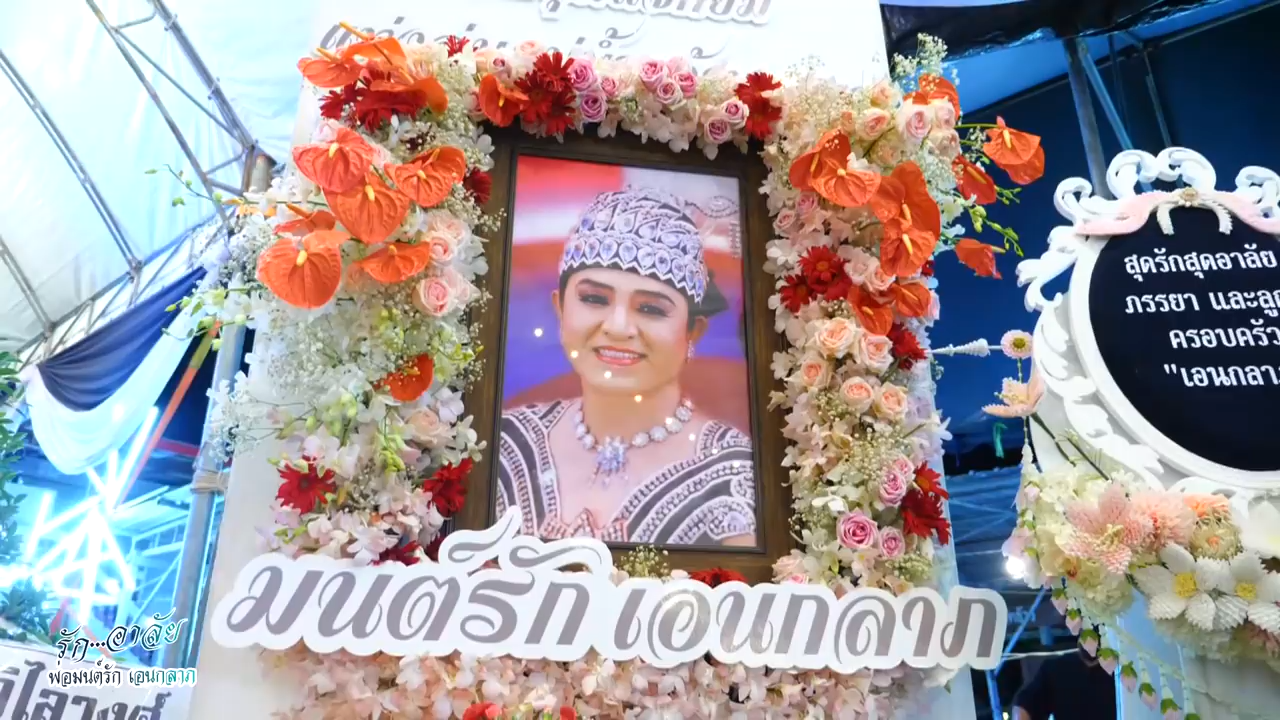 มนต์รัก เอนกลาภ
สุดรักสุดอาลัย
ภรรยา และลูก
ครอบครัว
"เอนกลาภ
รัก...อาลัย
พ่อมนต์รัก เอนกลาภ